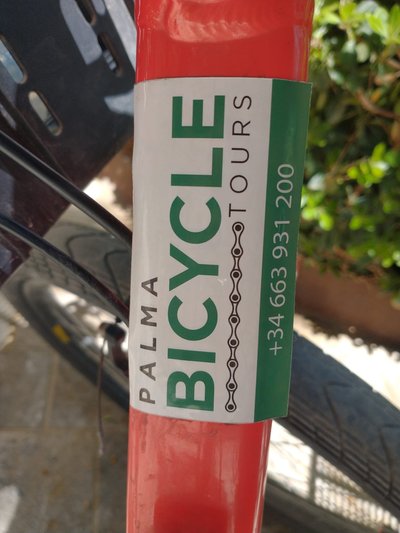 PALMA
BICYCLE
TOURS
+34 663 931 200